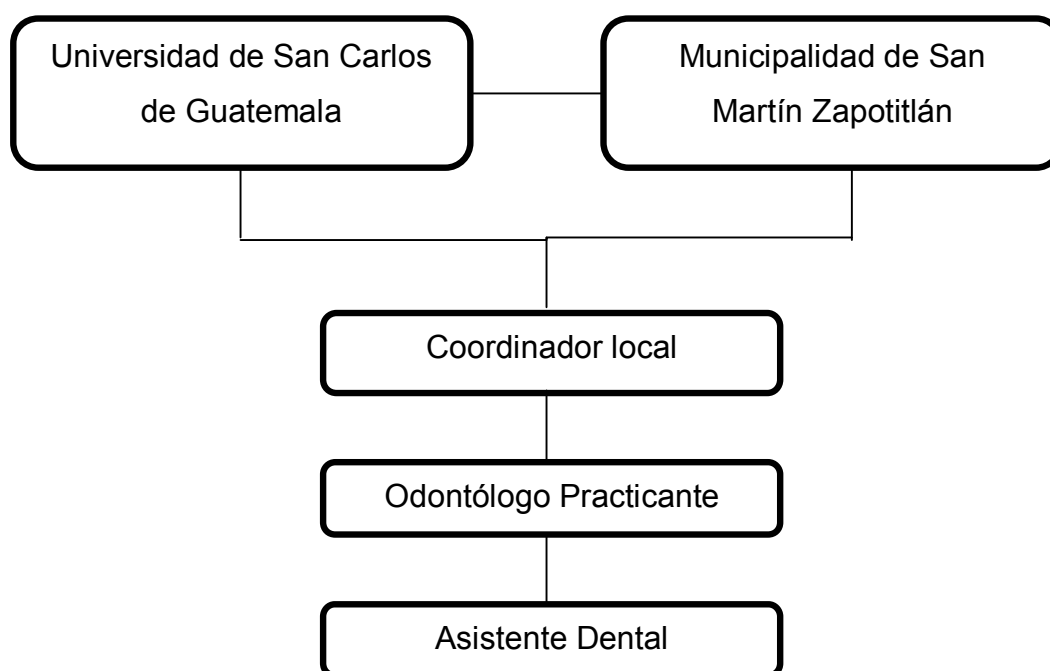 Universidad de San Carlos
de Guatemala
Municipalidad de San
Martín Zapotitlán
Coordinador local
Odontólogo Practicante
Asistente Dental